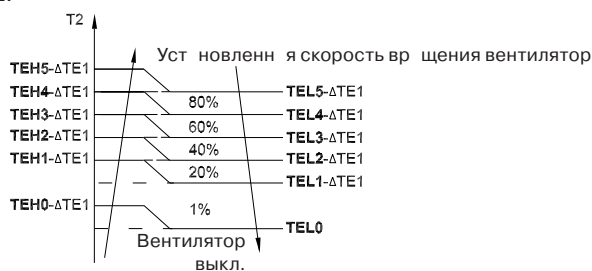 T2
Уст новленн я скорость вр щения вентилятор
TEH5-ΔTE1
TEH4-ΔTE1
TEL5-ΔTE1
80%
TEH3-ΔTE1
TEL4-ΔTE1
60%
TEH2-ΔTE1
TEL3-ΔTE1
40%
TEH1-ΔTE1
TEL2-ΔTE1
20%
TEL1-ΔTE1
TEH0-ΔTE1
1%
TEL0
Вентилятор
выкл.